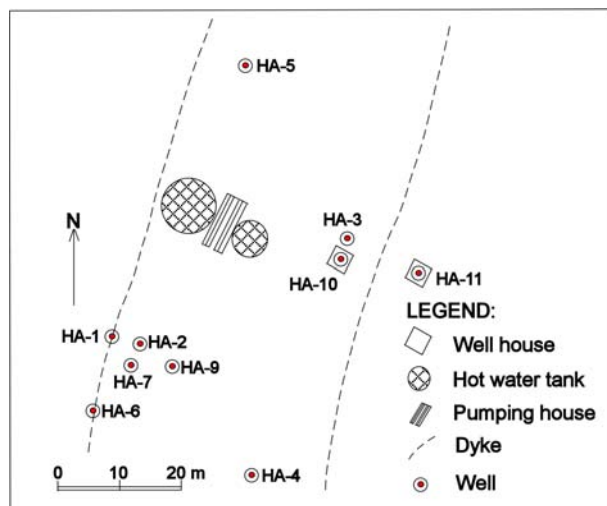 HA-5
N
HA-3
HA-10
HA-11
HA-1
HA-2
HA-7
HA-9
HA-6
HA-4
0 10 20 m
LEGEND:
Well house
Hot water tank
Pumping house
Dyke
Well